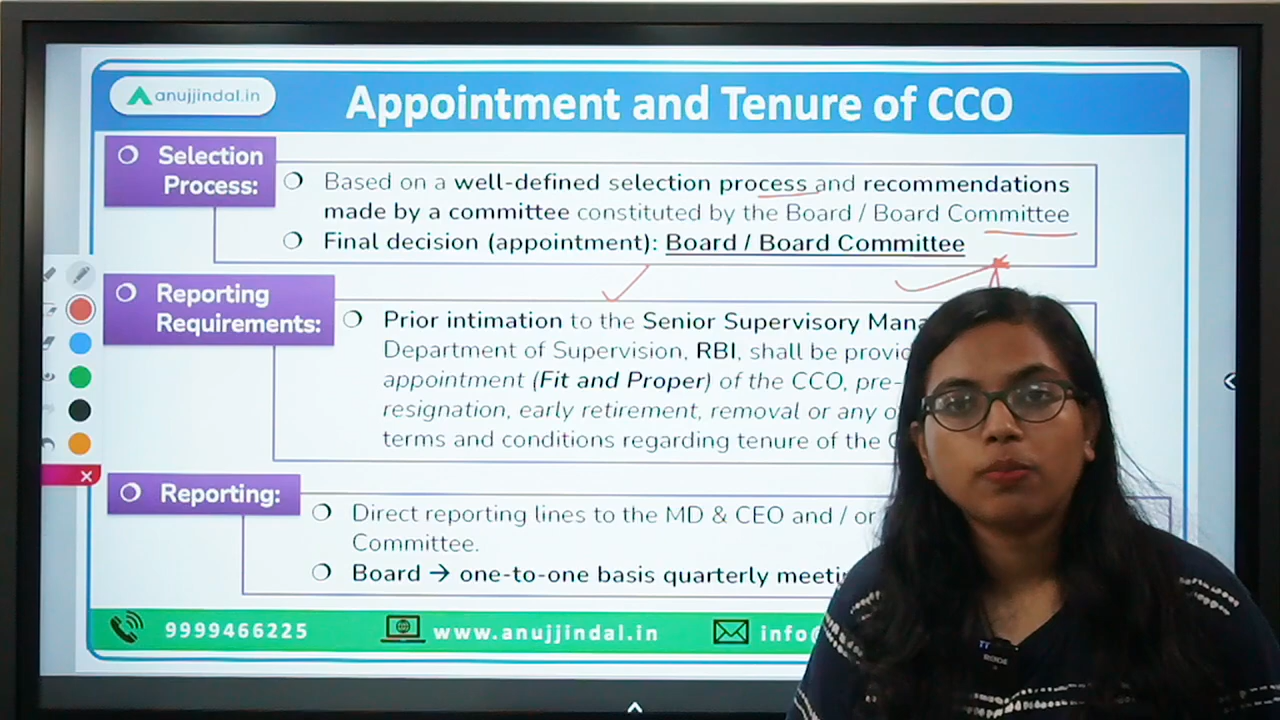 anujjindal.in
Appointment and Tenure of CCO
Selection
Process:
Based on a well-defined selection process and recommendations
made by a committee constituted by the Board / Board Committee
Final decision (appointment): Board / Board Committee
Reporting
Requirements:
Prior intimation to the Senior Supervisory
Department of Supervision, RBI, shall be
appointment (Fit and Proper) of the CCO,
resignation, early retirement, removal or any
terms and conditions regarding tenure of the
Reporting:
Direct reporting lines to the MD & CEO and / or
Committee.
Board → one-to-one basis quarterly
9999466225
www.anujjindal.in